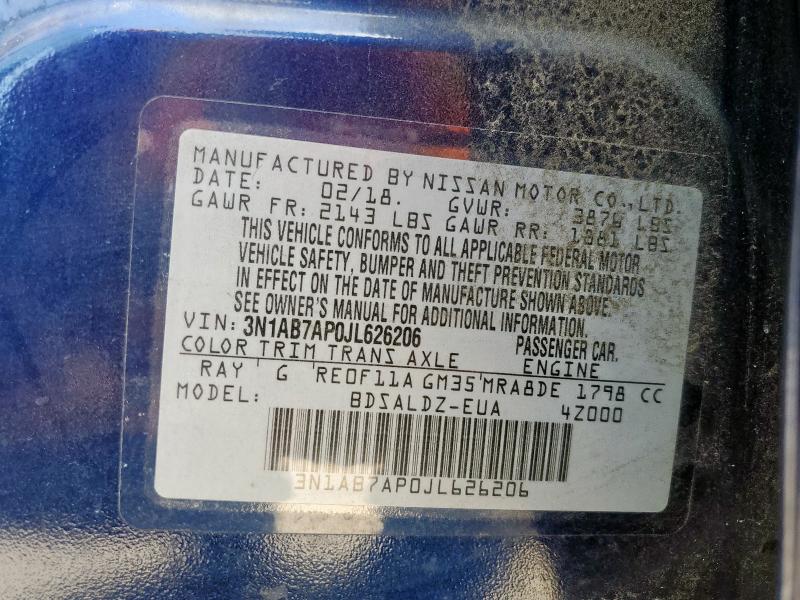 MANUFACTURED BY NISSAN MOTOR CO.,LTD.
DATE: 02/18. GVWR: 3874 LBS
GAWR FR: 2143 LBS GAWR RR: 1861 LBS
THIS VEHICLE CONFORMS TO ALL APPLICABLE FEDERAL MOTOR
VEHICLE SAFETY, BUMPER AND THEFT PREVENTION STANDARDS
IN EFFECT ON THE DATE OF MANUFACTURE SHOWN ABOVE.
SEE OWNER'S MANUAL FOR ADDITIONAL INFORMATION.
VIN: 3N1AB7AP0JL626206 PASSENGER CAR.
COLOR TRIM TRANS AXLE ENGINE
RAY G RE0F11A GM35 MRA8DE 1798 CC
MODEL: BDSALDZ-EUA 4Z000
3N1AB7AP0JL626206